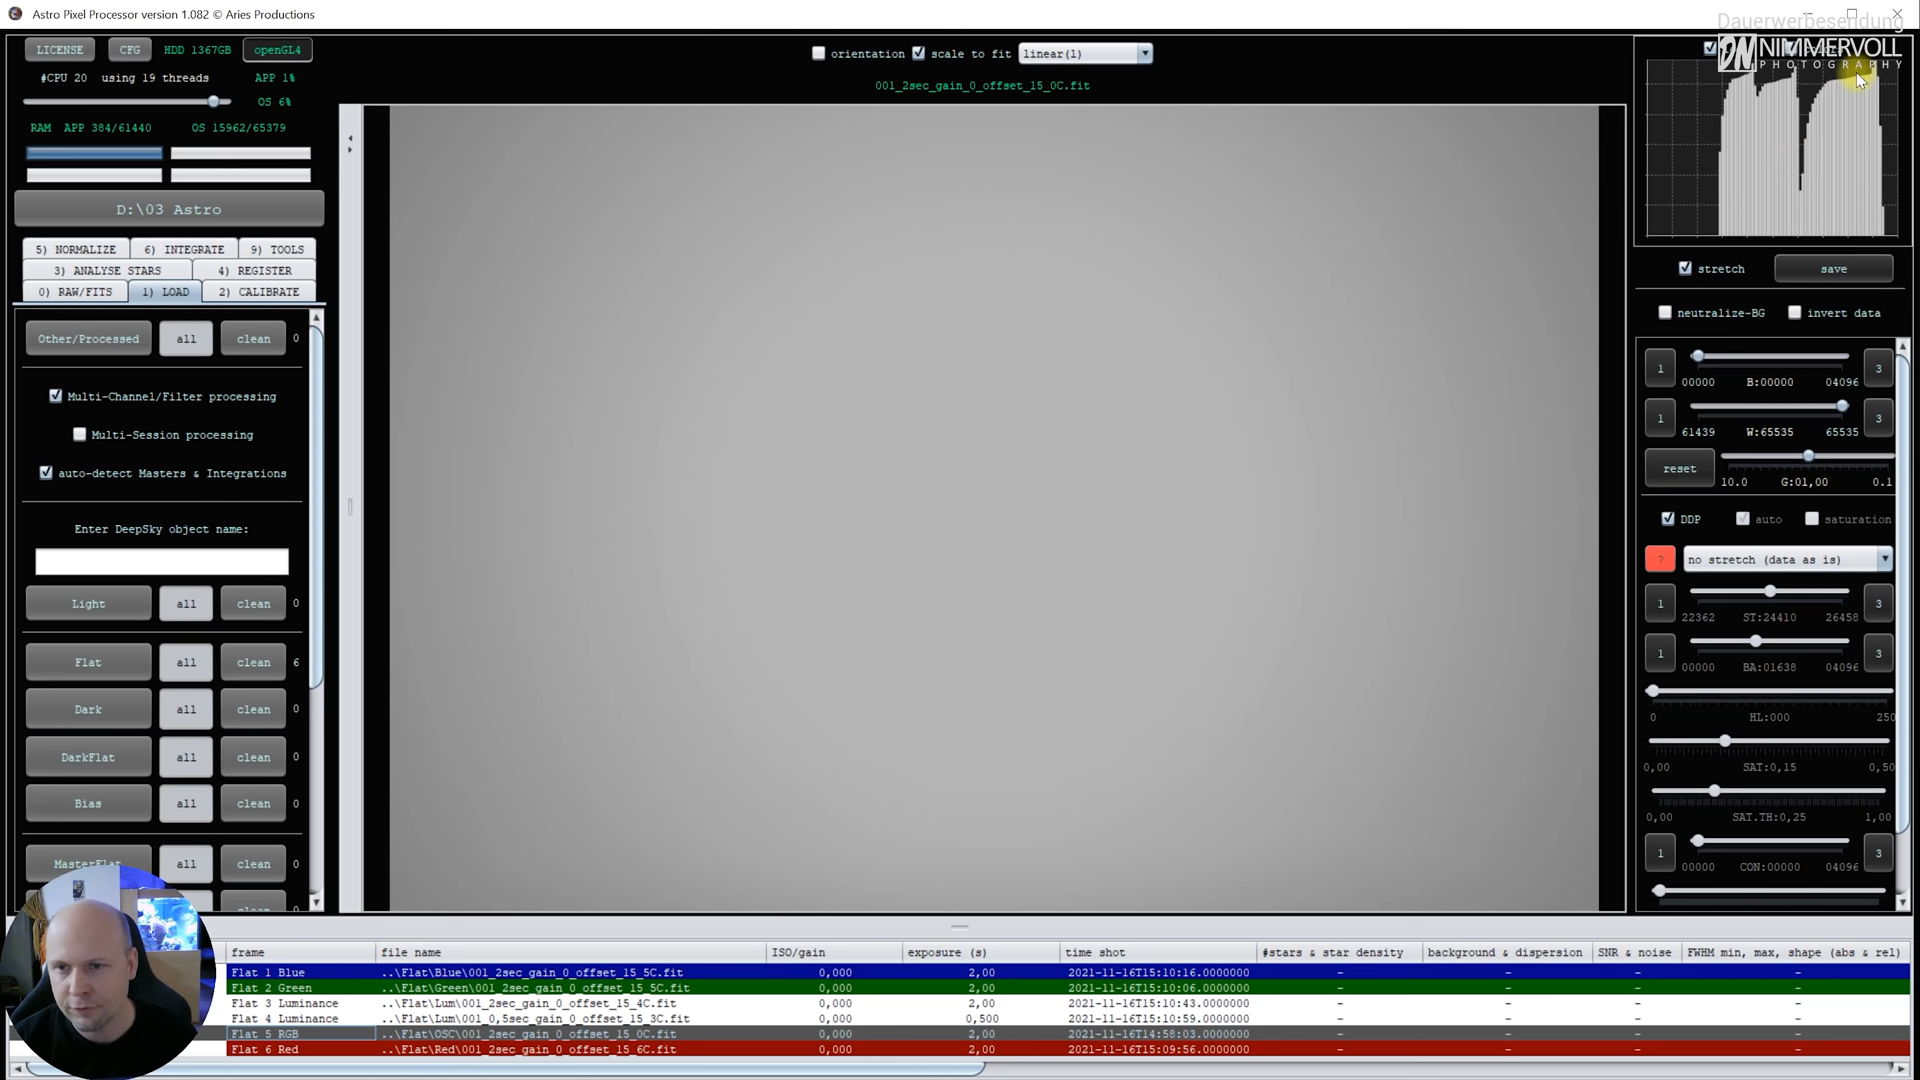 Astro Pixel Processor version 1.082 © Aries Productions
Dauerwerbesendung
LICENSE CFG HDD 1367GB openGL4
#CPU 20 using 19 threads APP 1%
OS 6%
RAM APP 384/61440 OS 15962/65379
D:\03 Astro
5) NORMALIZE 6) INTEGRATE 9) TOOLS
3) ANALYSE STARS 4) REGISTER
0) RAW/FITS 1) LOAD 2) CALIBRATE
Other/Processed all clean 0
Multi-Channel/Filter processing
Multi-Session processing
auto-detect Masters & Integrations
Enter DeepSky object name:
Light all clean 0
Flat all clean 6
Dark all clean 0
DarkFlat all clean 0
Bias all clean 0
MasterFlat all clean 0
orientation scale to fit linear(1)
001_2sec_gain_0_offset_15_0C.fit
DN NIMMERVOLL
PHOTOGRAPHY
stretch save
neutralize-BG invert data
1 00000 B:00000 04096 3
1 61439 W:65535 65535 3
reset 10.0 G:01,00 0.1
DDP auto saturation
? no stretch (data as is)
1 22362 ST:24410 26458 3
1 00000 BA:01638 04096 3
0 HL:000 250
0,00 SAT:0,15 0,50
0,00 SAT.TH:0,25 1,00
1 00000 CON:00000 04096 3
frame file name ISO/gain exposure (s) time shot #stars & star density background & dispersion SNR & noise FWHM min, max, shape (abs & rel)
Flat 1 Blue ..\Flat\Blue\001_2sec_gain_0_offset_15_5C.fit 0,000 2,00 2021-11-16T15:10:16.0000000 – – – –
Flat 2 Green ..\Flat\Green\001_2sec_gain_0_offset_15_5C.fit 0,000 2,00 2021-11-16T15:10:06.0000000 – – – –
Flat 3 Luminance ..\Flat\Lum\001_2sec_gain_0_offset_15_4C.fit 0,000 2,00 2021-11-16T15:10:43.0000000 – – – –
Flat 4 Luminance ..\Flat\Lum\001_0,5sec_gain_0_offset_15_3C.fit 0,000 0,500 2021-11-16T15:10:59.0000000 – – – –
Flat 5 RGB ..\Flat\OSC\001_2sec_gain_0_offset_15_0C.fit 0,000 2,00 2021-11-16T14:58:03.0000000 – – – –
Flat 6 Red ..\Flat\Red\001_2sec_gain_0_offset_15_6C.fit 0,000 2,00 2021-11-16T15:09:56.0000000 – – – –